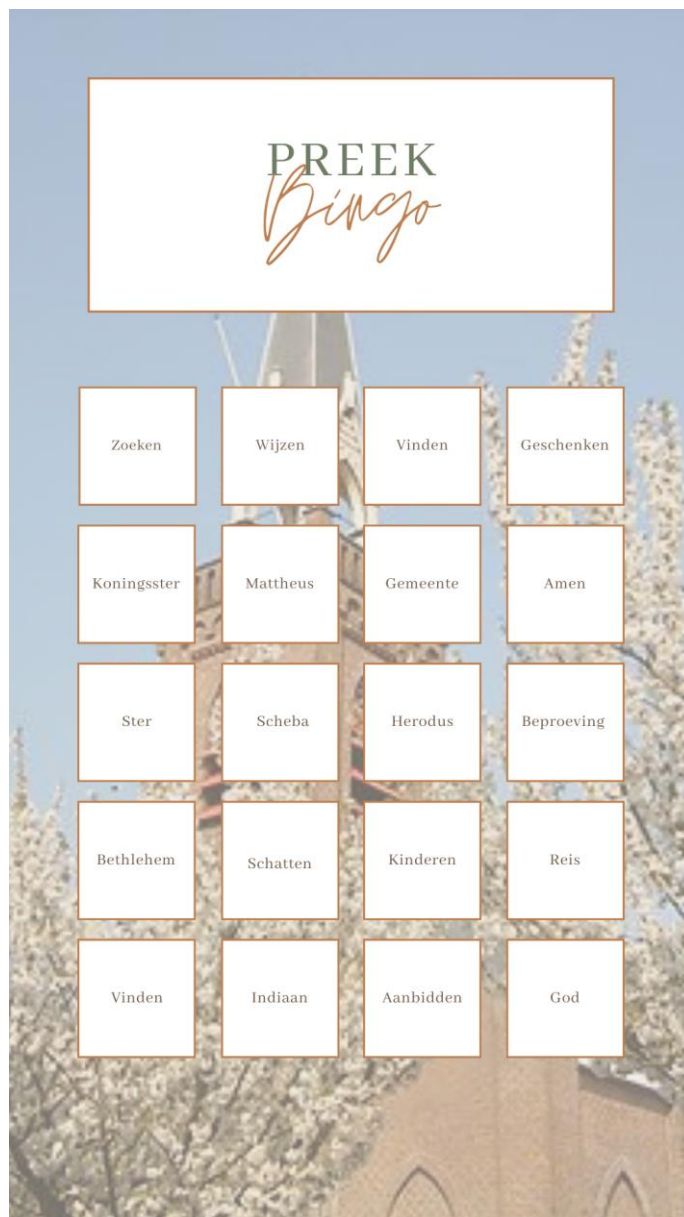 PREEK
Bingo
Zoeken Wijzen Vinden Geschenken
Koningsster Mattheus Gemeente Amen
Ster Scheba Herodus Beproeving
Bethlehem Schatten Kinderen Reis
Vinden Indiaan Aanbidden God